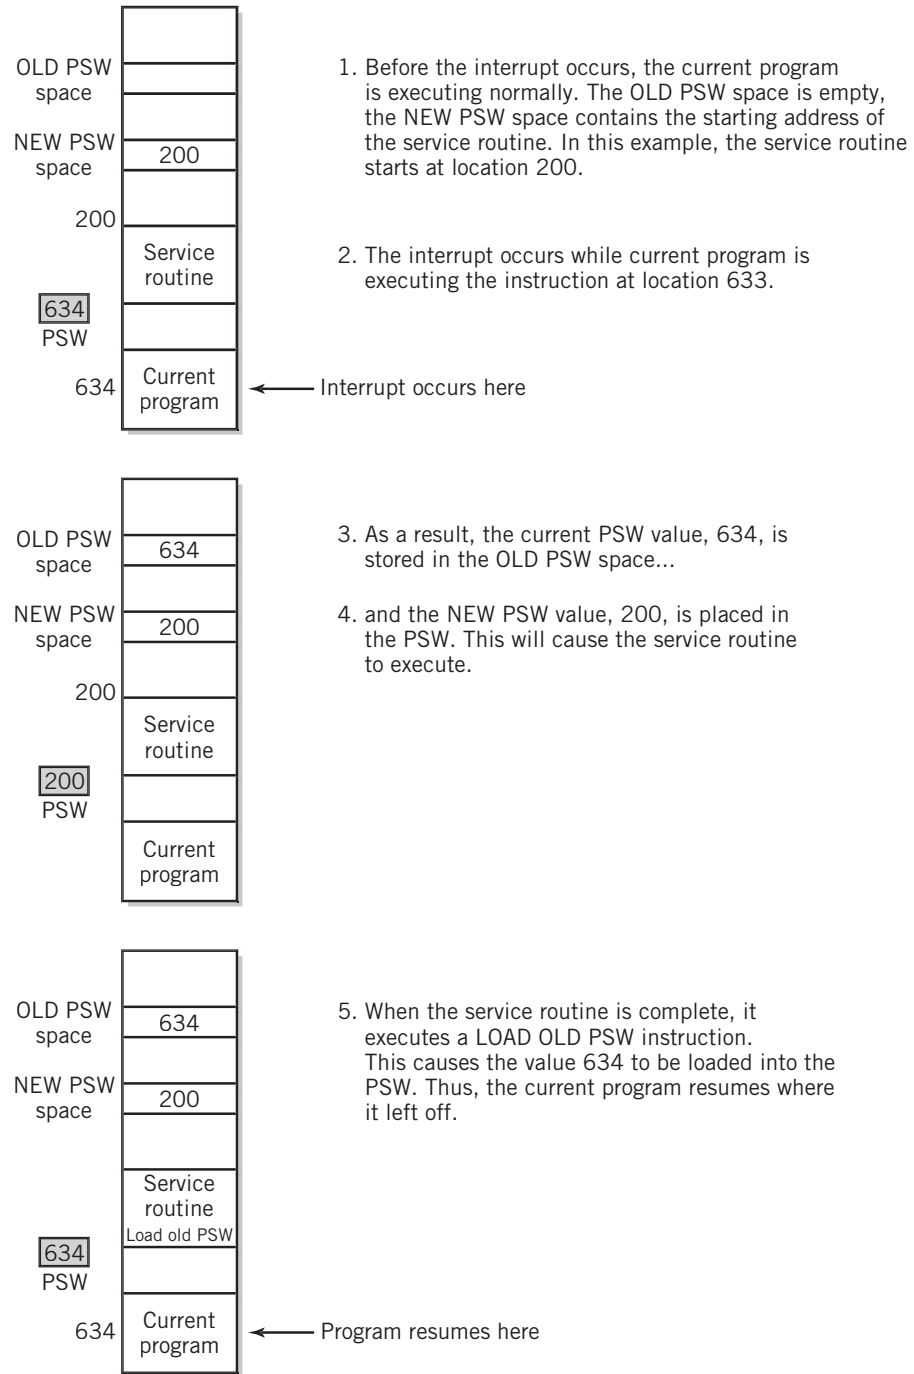 OLD PSW
space
NEW PSW
space
200
200
Service
routine
634
PSW
634
Current
program
Interrupt occurs here
1. Before the interrupt occurs, the current program
is executing normally. The OLD PSW space is empty,
the NEW PSW space contains the starting address of
the service routine. In this example, the service routine
starts at location 200.
2. The interrupt occurs while current program is
executing the instruction at location 633.
OLD PSW
space
634
NEW PSW
space
200
200
Service
routine
200
PSW
Current
program
3. As a result, the current PSW value, 634, is
stored in the OLD PSW space...
4. and the NEW PSW value, 200, is placed in
the PSW. This will cause the service routine
to execute.
OLD PSW
space
634
NEW PSW
space
200
Service
routine
Load old PSW
634
PSW
634
Current
program
Program resumes here
5. When the service routine is complete, it
executes a LOAD OLD PSW instruction.
This causes the value 634 to be loaded into the
PSW. Thus, the current program resumes where
it left off.